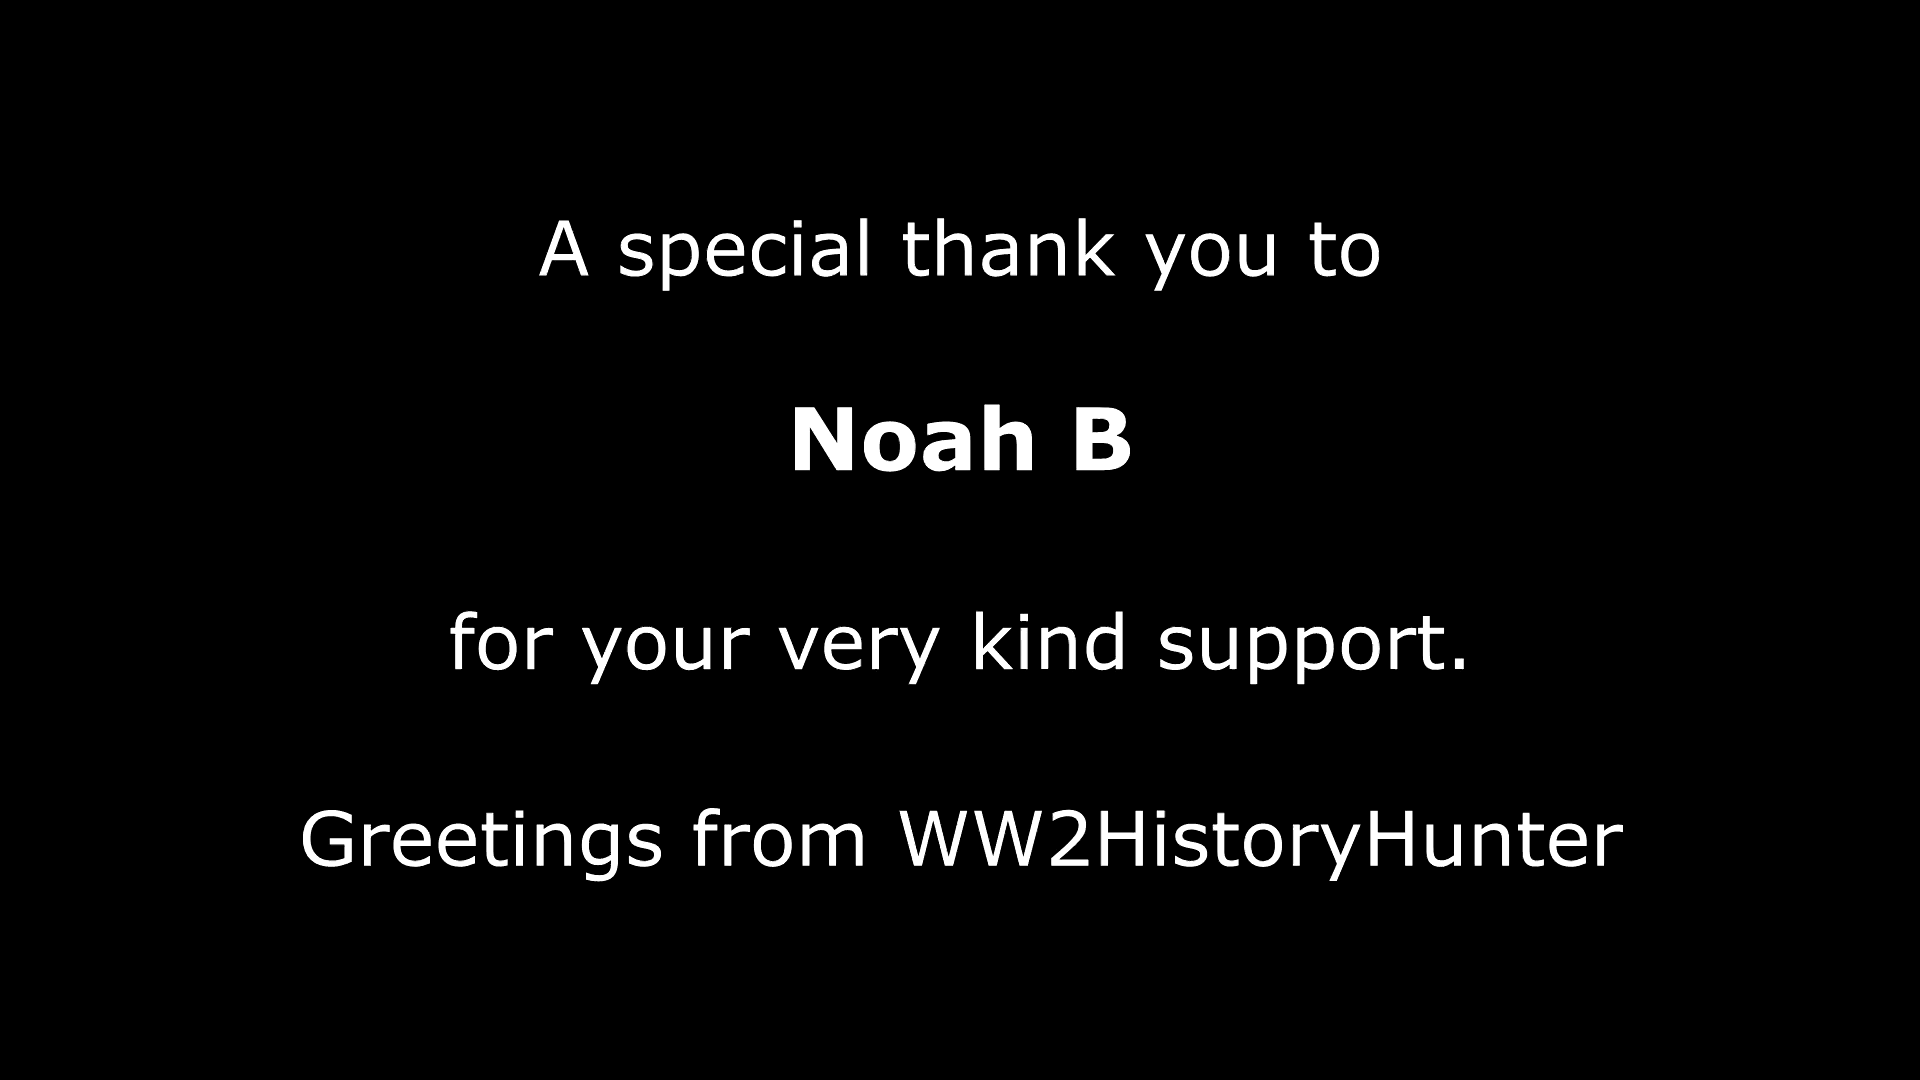 A special thank you to
Noah B
for your very kind support.
Greetings from WW2HistoryHunter